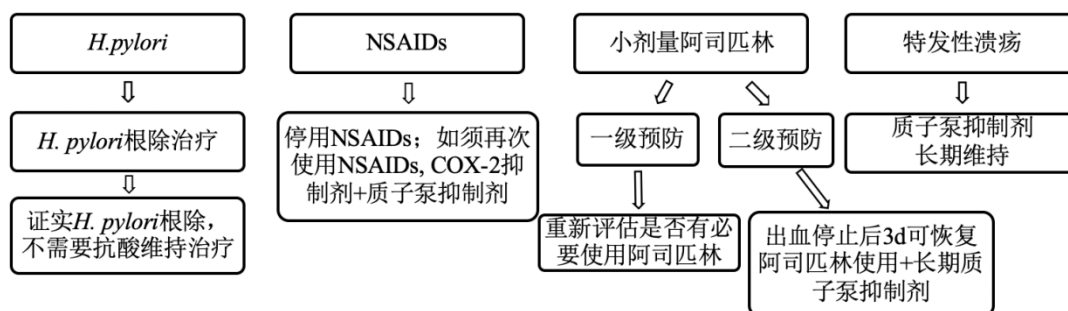 H.pylori
NSAIDs
小剂量阿司匹林
特发性溃疡
H. pylori根除治疗
停用NSAIDs；如须再次
使用NSAIDs, COX-2抑
制剂+质子泵抑制剂
一级预防
二级预防
质子泵抑制剂
长期维持
证实H. pylori根除，
不需要抗酸维持治疗
重新评估是否有必
要使用阿司匹林
出血停止后3d可恢复
阿司匹林使用+长期质
子泵抑制剂